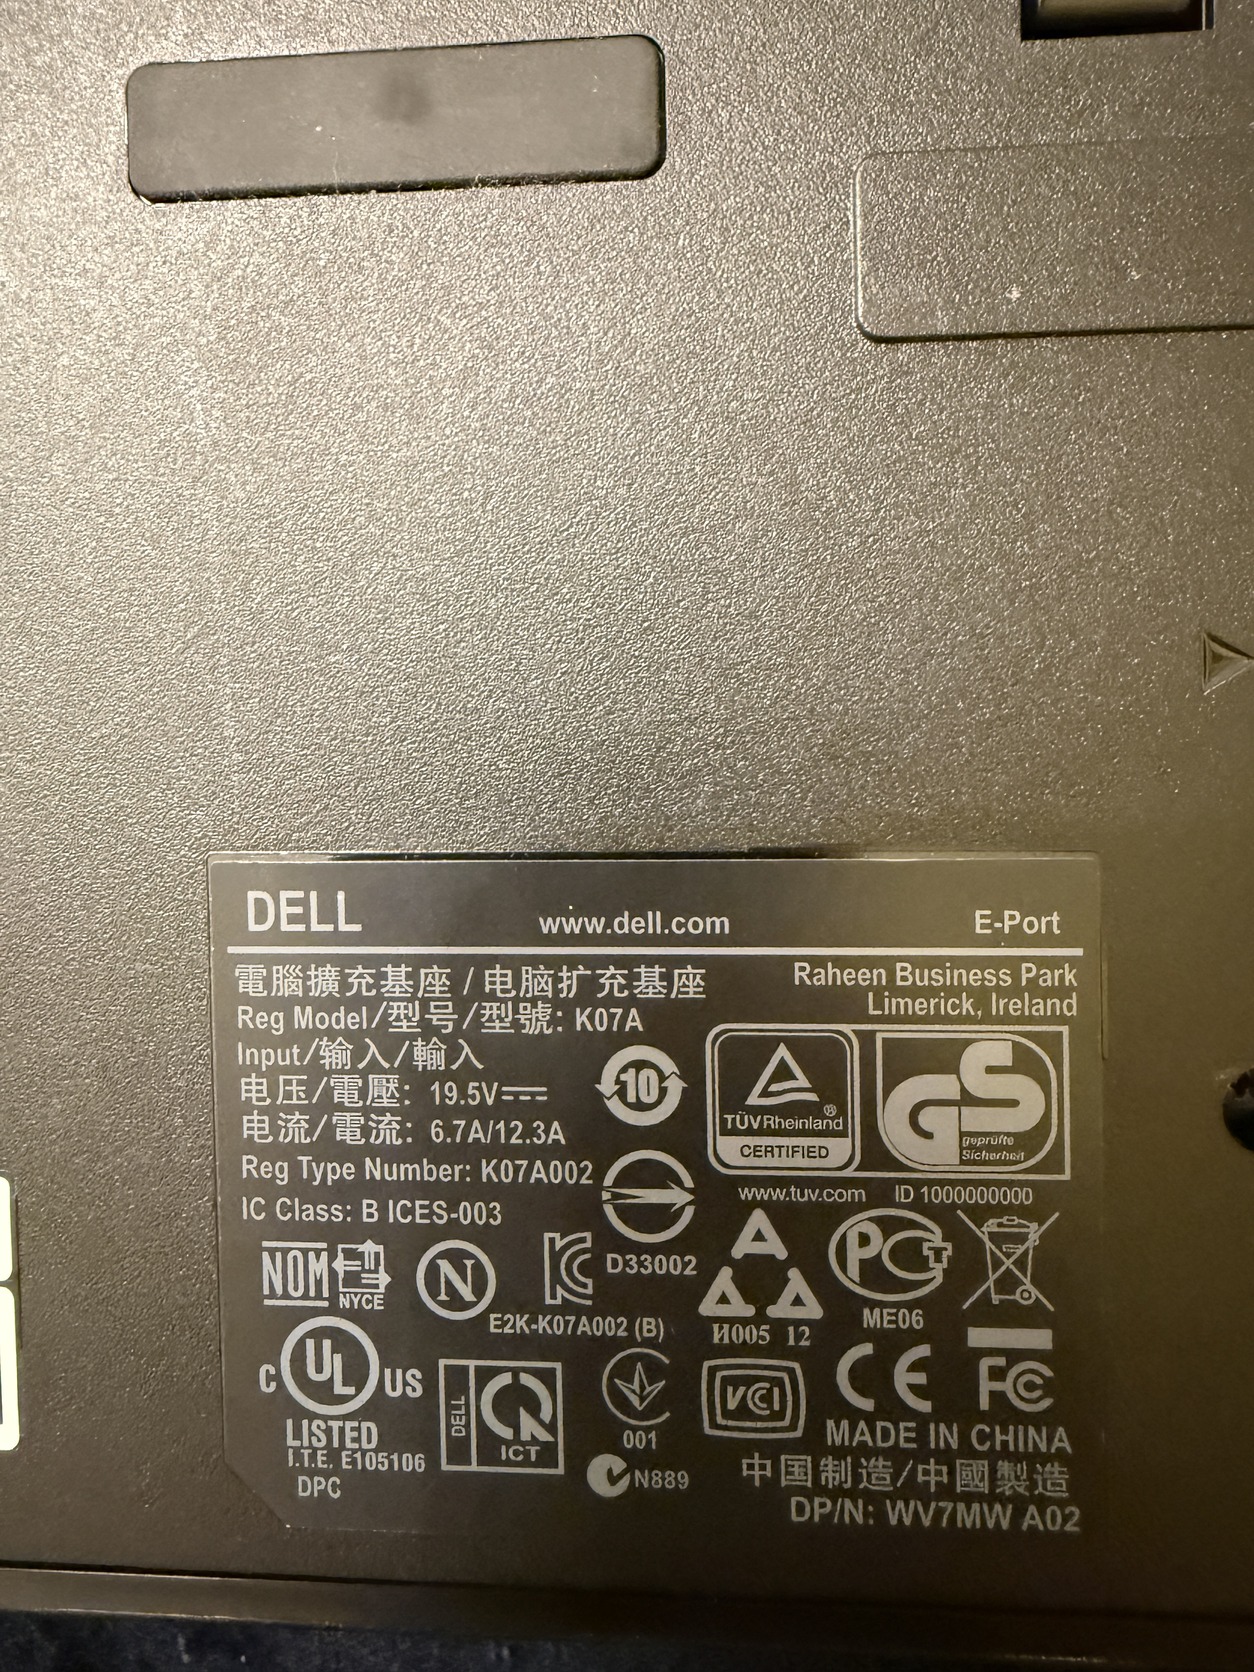 DELL www.dell.com E-Port
電腦擴充基座 / 电脑扩充基座
Raheen Business Park
Limerick, Ireland
Reg Model/型号/型號: K07A
Input/输入/輸入
电压/電壓: 19.5V⎓
电流/電流: 6.7A/12.3A
Reg Type Number: K07A002
IC Class: B ICES-003
10
TÜVRheinland®
CERTIFIED
GS
geprüfte
Sicherheit
www.tuv.com ID 1000000000
D33002
NOM
NYCE
N
E2K-K07A002 (B)
И005 12
PCT
ME06
C UL US
LISTED
I.T.E. E105106
DPC
DELL
ICT
001
N889
VCI
CE FC
MADE IN CHINA
中国制造/中國製造
DP/N: WV7MW A02